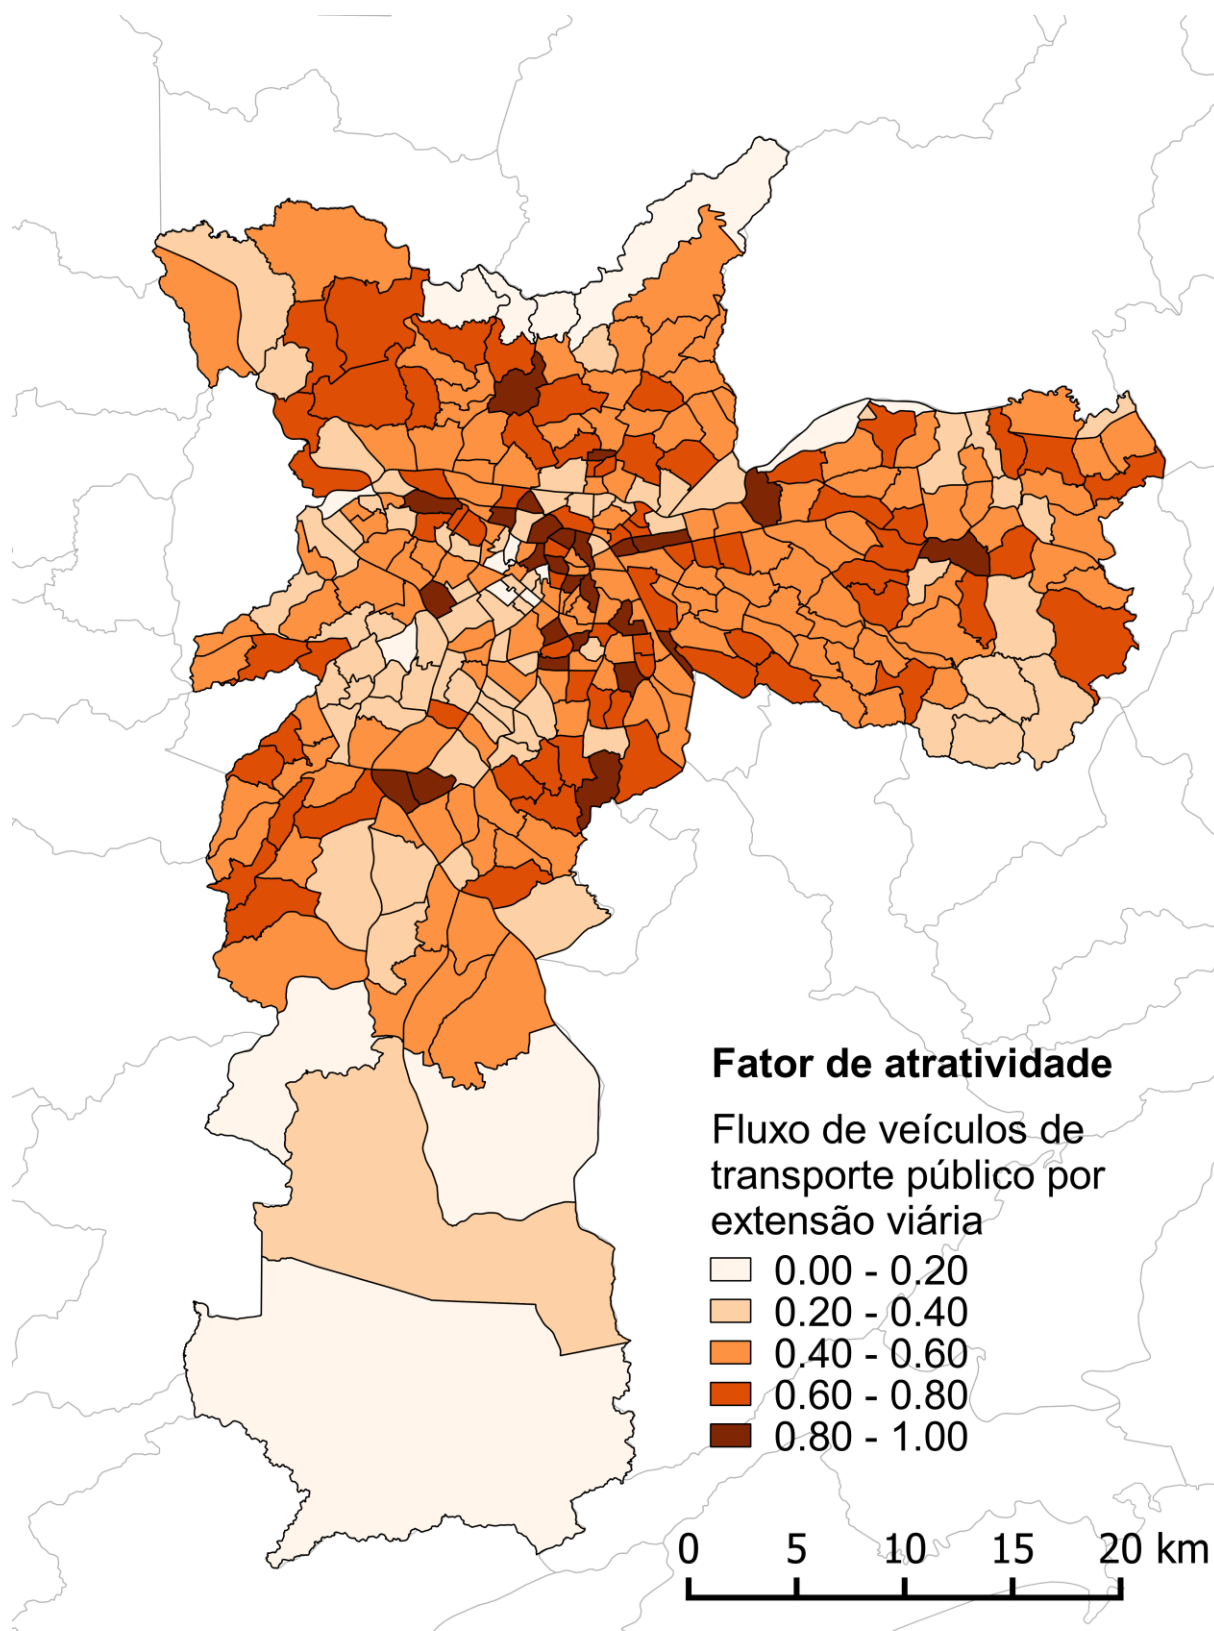 Fator de atratividade
Fluxo de veículos de
transporte público por
extensão viária
0.00 - 0.20
0.20 - 0.40
0.40 - 0.60
0.60 - 0.80
0.80 - 1.00
0 5 10 15 20 km